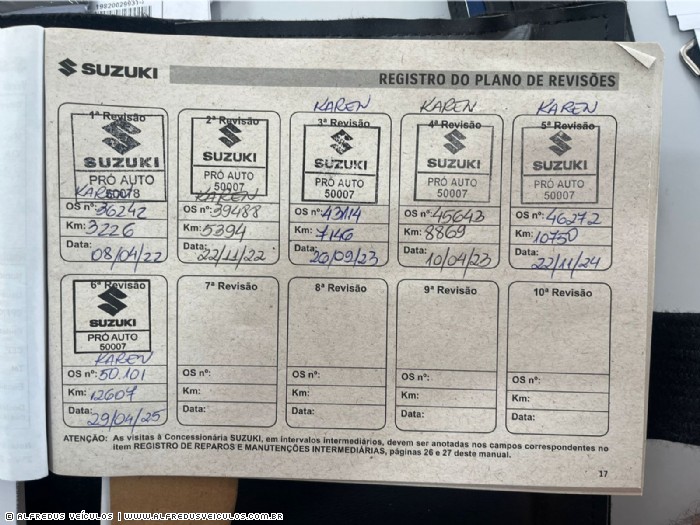 19820028031-5
SUZUKI
REGISTRO DO PLANO DE REVISÕES
1ª Revisão
SUZUKI
PRÓ AUTO
50078
KAREN
OS nº: 36242
Km: 3226
Data: 08/04/22
2ª Revisão
SUZUKI
PRÓ AUTO
50007
KAREN
OS nº: 39488
Km: 5394
Data: 22/11/22
KAREN
3ª Revisão
SUZUKI
PRÓ AUTO
50007
OS nº: 43114
Km: 7146
Data: 26/09/23
KAREN
4ª Revisão
SUZUKI
PRÓ AUTO
50007
OS nº: 45643
Km: 8869
Data: 10/04/23
KAREN
5ª Revisão
SUZUKI
PRÓ AUTO
50007
OS nº: 46272
Km: 10750
Data: 22/11/24
6ª Revisão
SUZUKI
PRÓ AUTO
50007
KAREN
OS nº: 50.101
Km: 12607
Data: 29/04/25
7ª Revisão
OS nº:
Km:
Data:
8ª Revisão
OS nº:
Km:
Data:
9ª Revisão
OS nº:
Km:
Data:
10ª Revisão
OS nº:
Km:
Data:
ATENÇÃO: As visitas à Concessionária SUZUKI, em intervalos intermediários, devem ser anotadas nos campos correspondentes no
item REGISTRO DE REPAROS E MANUTENÇÕES INTERMEDIÁRIAS, páginas 26 e 27 deste manual.
17
© ALFREDUS VEÍCULOS | WWW.ALFREDUSVEICULOS.COM.BR